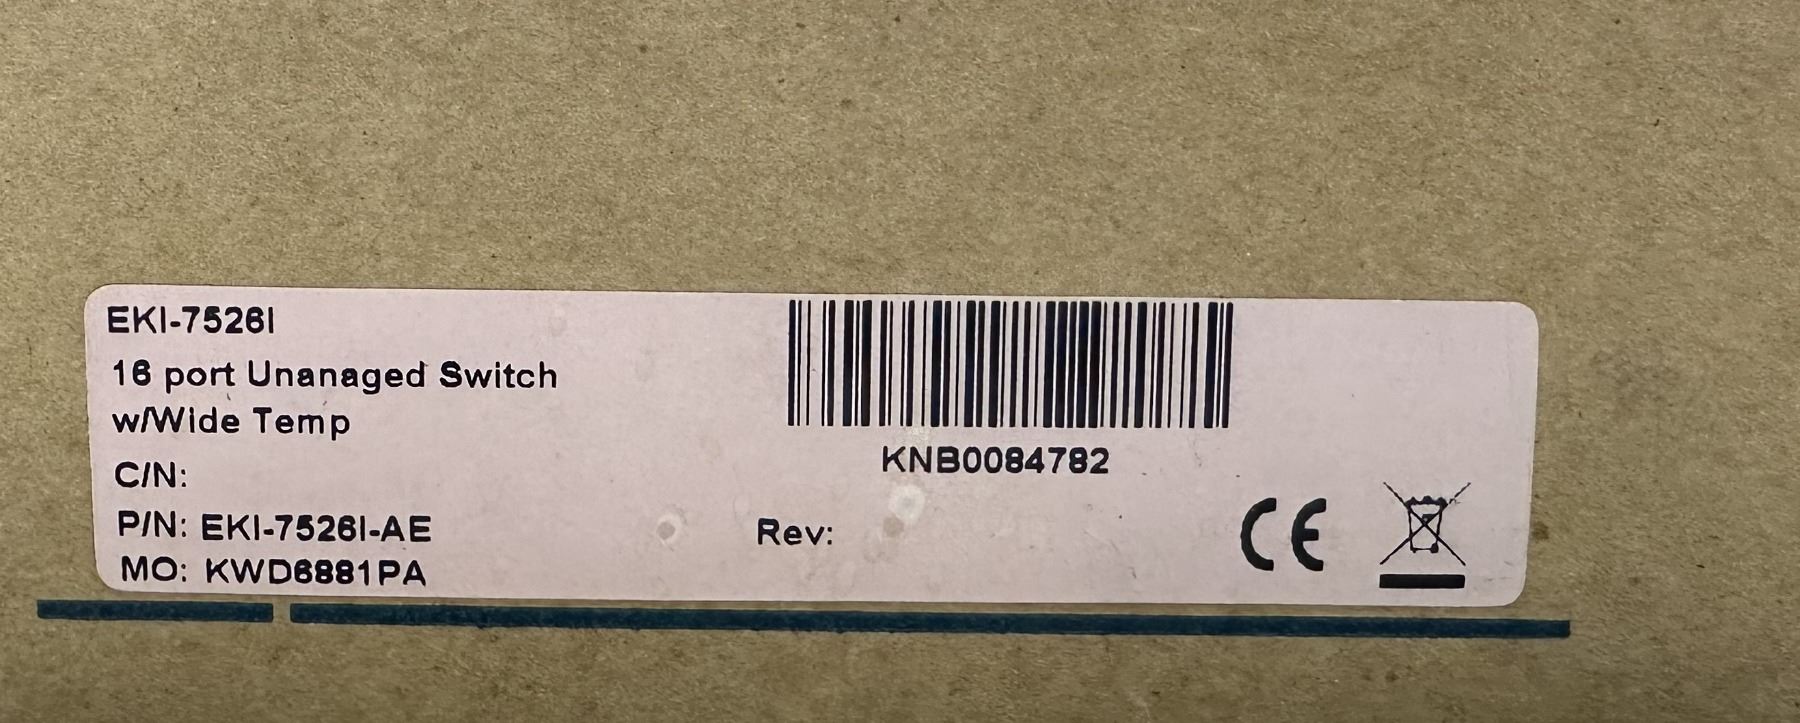 EKI-7526I
16 port Unanaged Switch
w/Wide Temp
C/N:
P/N: EKI-7526I-AE
MO: KWD6881PA
KNB0084782
Rev:
CE